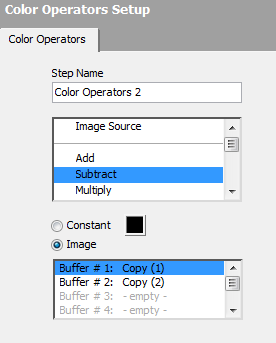 Color Operators Setup
Color Operators
Step Name
Color Operators 2
Image Source
Add
Subtract
Multiply
Constant
Image
Buffer # 1: Copy (1)
Buffer # 2: Copy (2)
Buffer # 3: - empty -
Buffer # 4: - empty -